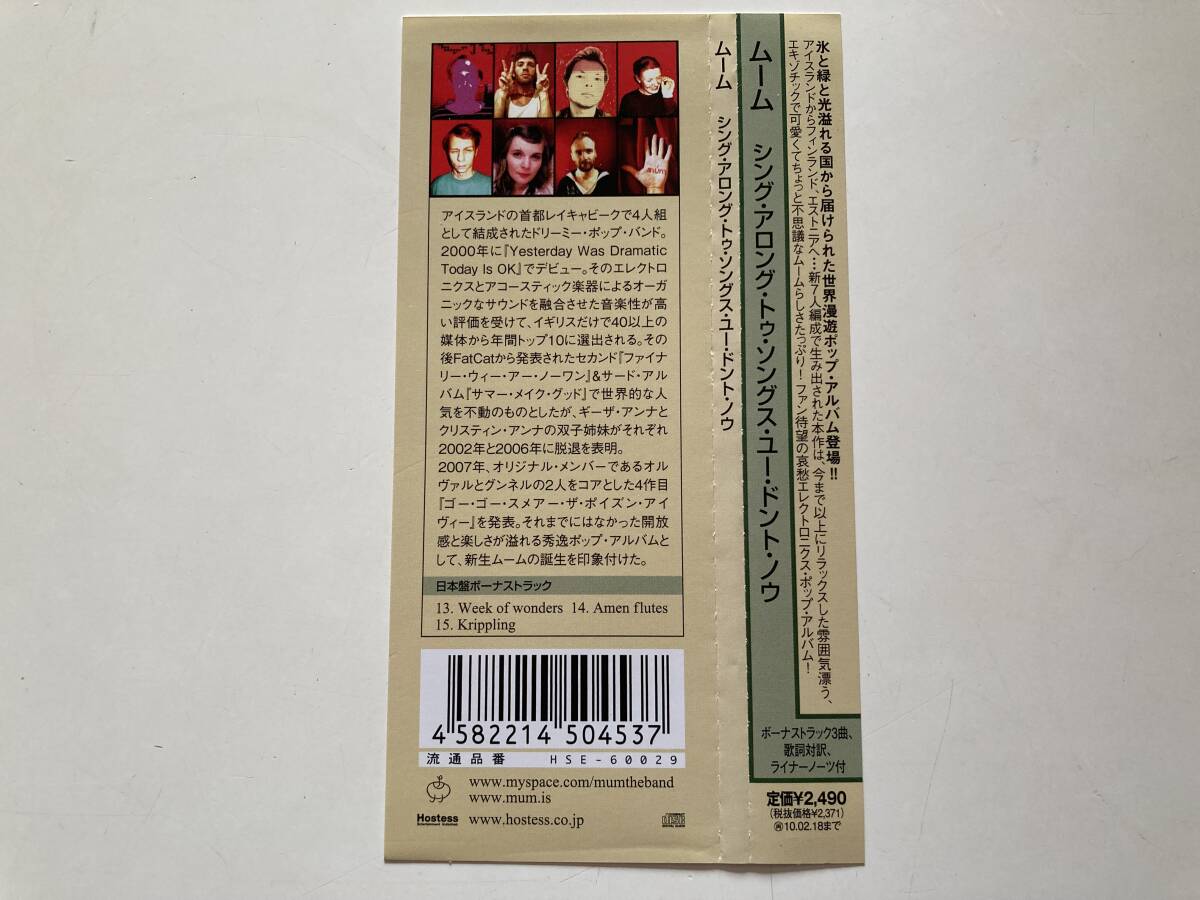 氷と緑と光溢れる国から届けられた世界漫遊ポップ・アルバム登場!!
アイスランドからフィンランド、エストニアへ…新7人編成で生み出された本作は、今まで以上にリラックスした雰囲気漂う、
エキゾチックで可愛くてちょっと不思議なムームらしさたっぷり!ファン待望の哀愁エレクトロニクス・ポップ・アルバム!
ムーム シング・アロング・トゥ・ソングス・ユー・ドント・ノウ
ボーナストラック3曲、
歌詞対訳、
ライナーノーツ付
定価¥2,490
(税抜価格¥2,371)
㊞10.02.18まで
ムーム シング・アロング・トゥ・ソングス・ユー・ドント・ノウ
múm
アイスランドの首都レイキャビークで4人組
として結成されたドリーミー・ポップ・バンド。
2000年に『Yesterday Was Dramatic
Today Is OK』でデビュー。そのエレクトロ
ニクスとアコースティック楽器によるオーガ
ニックなサウンドを融合させた音楽性が高
い評価を受けて、イギリスだけで40以上の
媒体から年間トップ10に選出される。その
後FatCatから発表されたセカンド『ファイナ
リー・ウィー・アー・ノーワン』&サード・アル
バム『サマー・メイク・グッド』で世界的な人
気を不動のものとしたが、ギーザ・アンナと
クリスティン・アンナの双子姉妹がそれぞれ
2002年と2006年に脱退を表明。
2007年、オリジナル・メンバーであるオル
ヴァルとグンネルの2人をコアとした4作目
『ゴー・ゴー・スメアー・ザ・ポイズン・アイ
ヴィー』を発表。それまでにはなかった開放
感と楽しさが溢れる秀逸ポップ・アルバムと
して、新生ムームの誕生を印象付けた。
日本盤ボーナストラック
13. Week of wonders 14. Amen flutes
15. Krippling
4 582214 504537
流通品番 HSE-60029
www.myspace.com/mumtheband
www.mum.is
Hostess www.hostess.co.jp